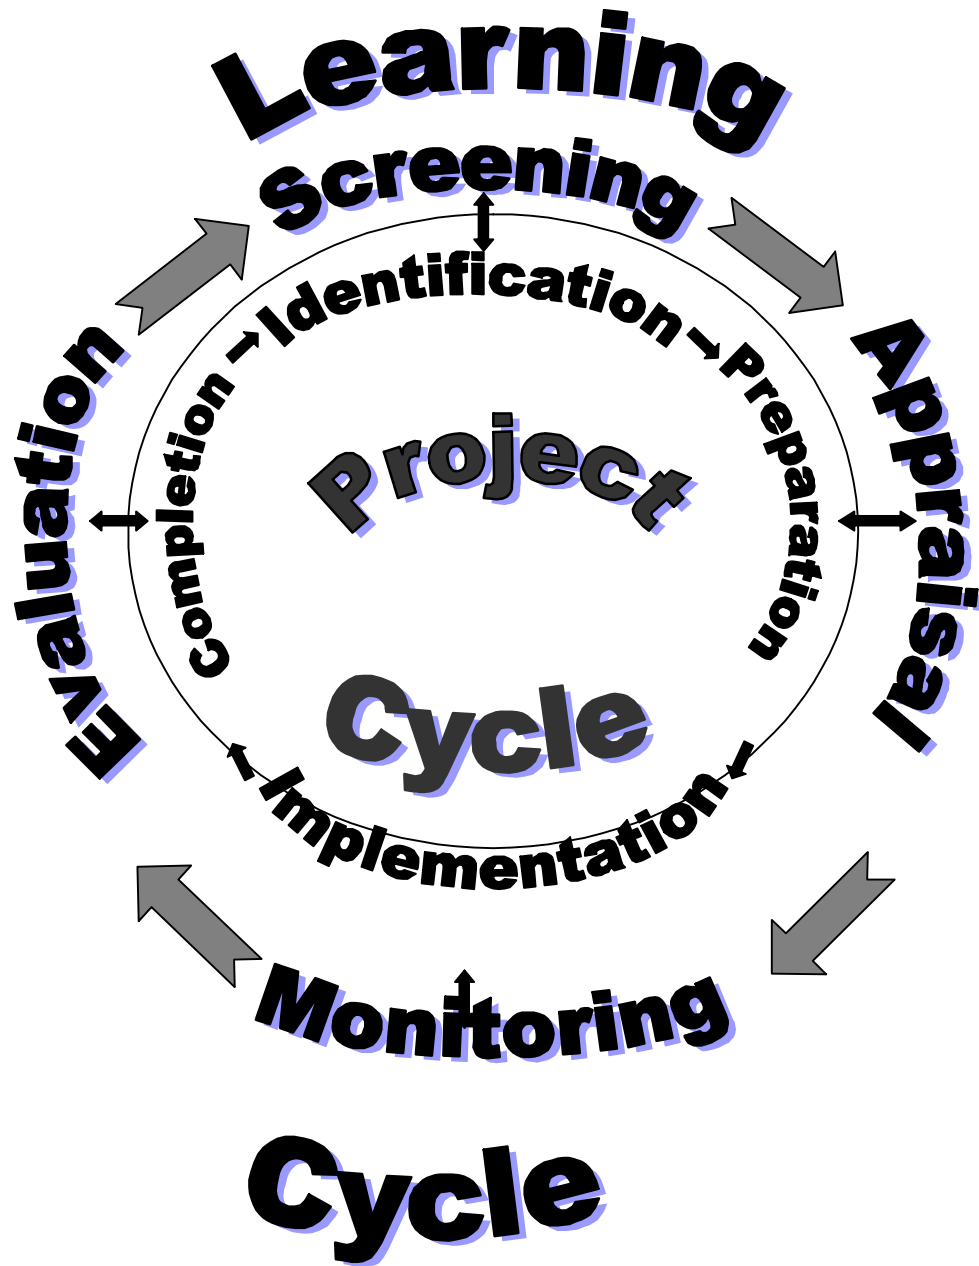 Learning
Screening
Identification
Evaluation
Completion
Project
Preparation
Appraisal
Cycle
Implementation
Monitoring
Cycle